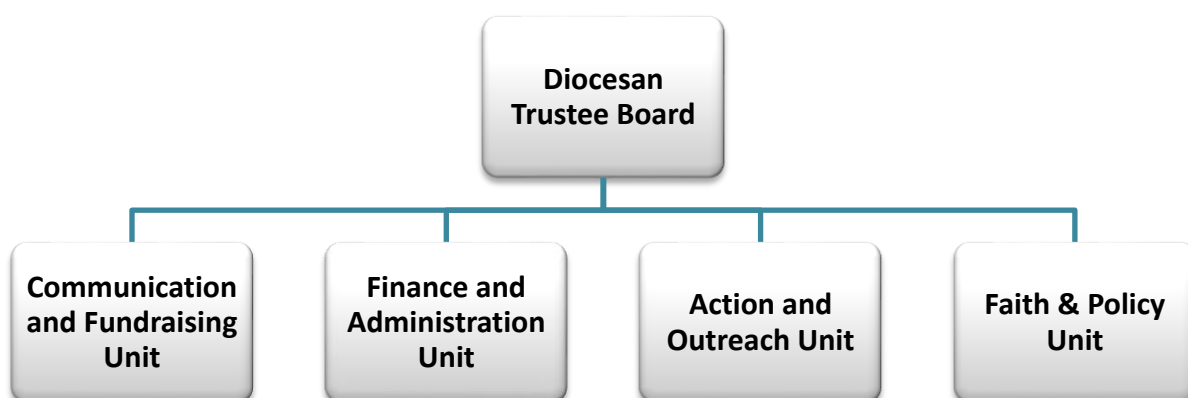 Diocesan
Trustee Board
Communication
and Fundraising
Unit
Finance and
Administration
Unit
Action and
Outreach Unit
Faith & Policy
Unit